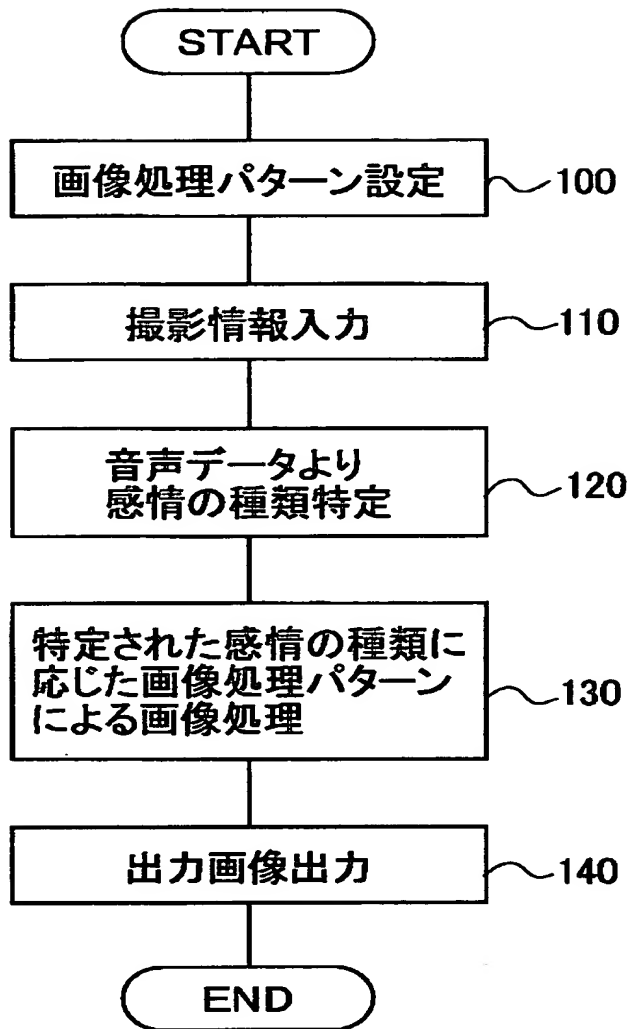 START
画像処理パターン設定
100
撮影情報入力
110
音声データより
感情の種類特定
120
特定された感情の種類に
応じた画像処理パターン
による画像処理
130
出力画像出力
140
END